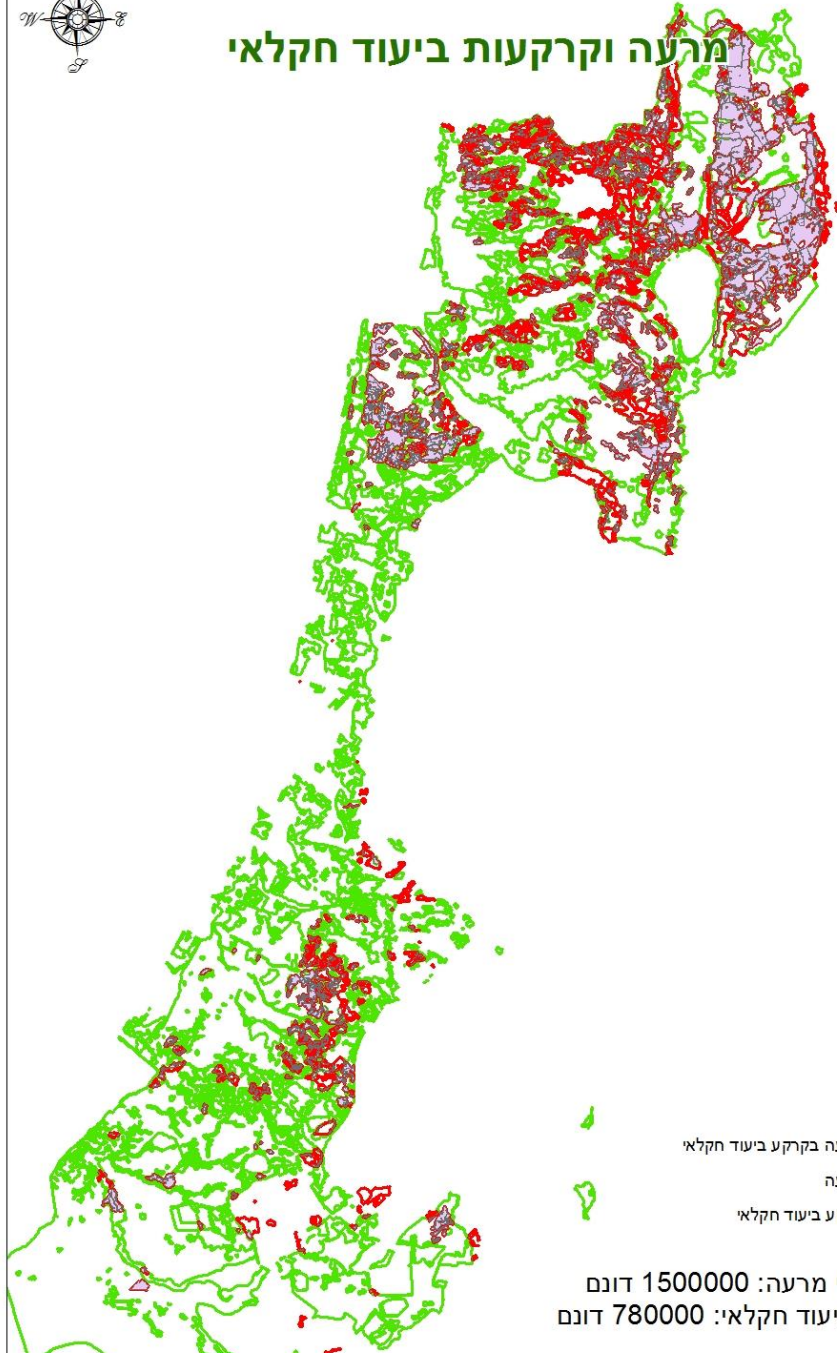 W E
S
מרעה וקרקעות ביעוד חקלאי
בקרקע ביעוד חקלאי
ביעוד חקלאי
מרעה: 1500000 דונם
חקלאי: 780000 דונם